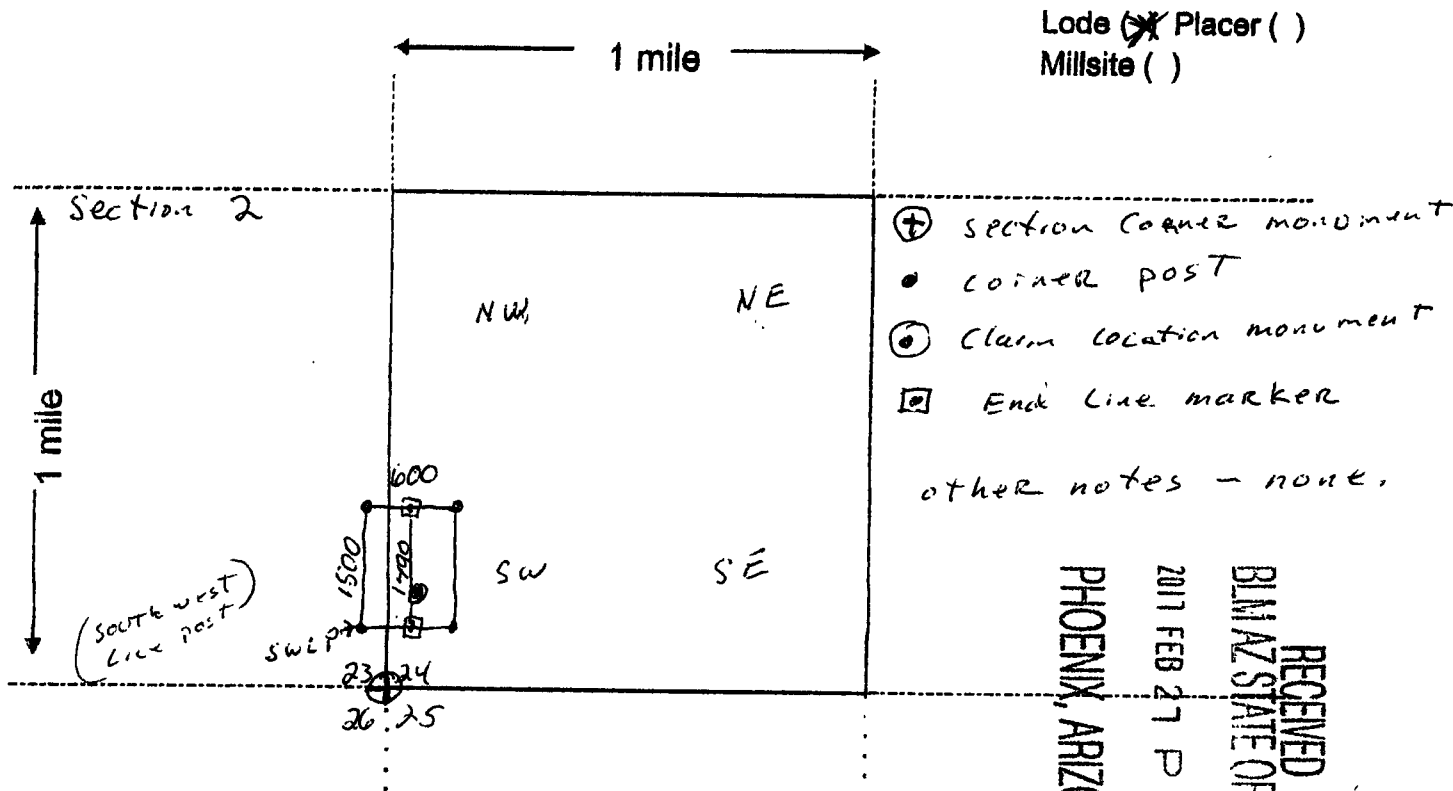 Lode (X) Placer ( )
Millsite ( )
1 mile
Section 2
1 mile
NW,
NE
SW
SE
600
1500
1490
(South west
Line post)
SWLP
23 24
26 25
Section Corner monument
corner post
Claim Location monument
End Line marker
other notes - none.
RECEIVED
BLM AZ STATE OF
2017 FEB 27 P
PHOENIX, ARIZO